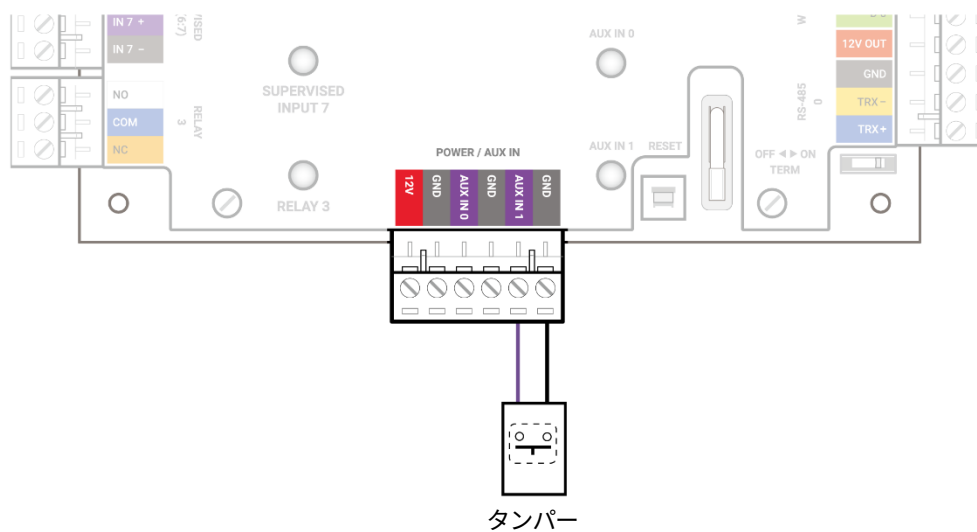 IN 7 +
IN 7 −
NO
COM
NC
RELAY
3
SUPERVISED
INPUT 7
RELAY 3
AUX IN 0
AUX IN 1
RESET
OFF ◄ ► ON
TERM
12V OUT
GND
TRX −
TRX +
RS-485
0
POWER / AUX IN
12V
GND
AUX IN 0
GND
AUX IN 1
GND
タンパー